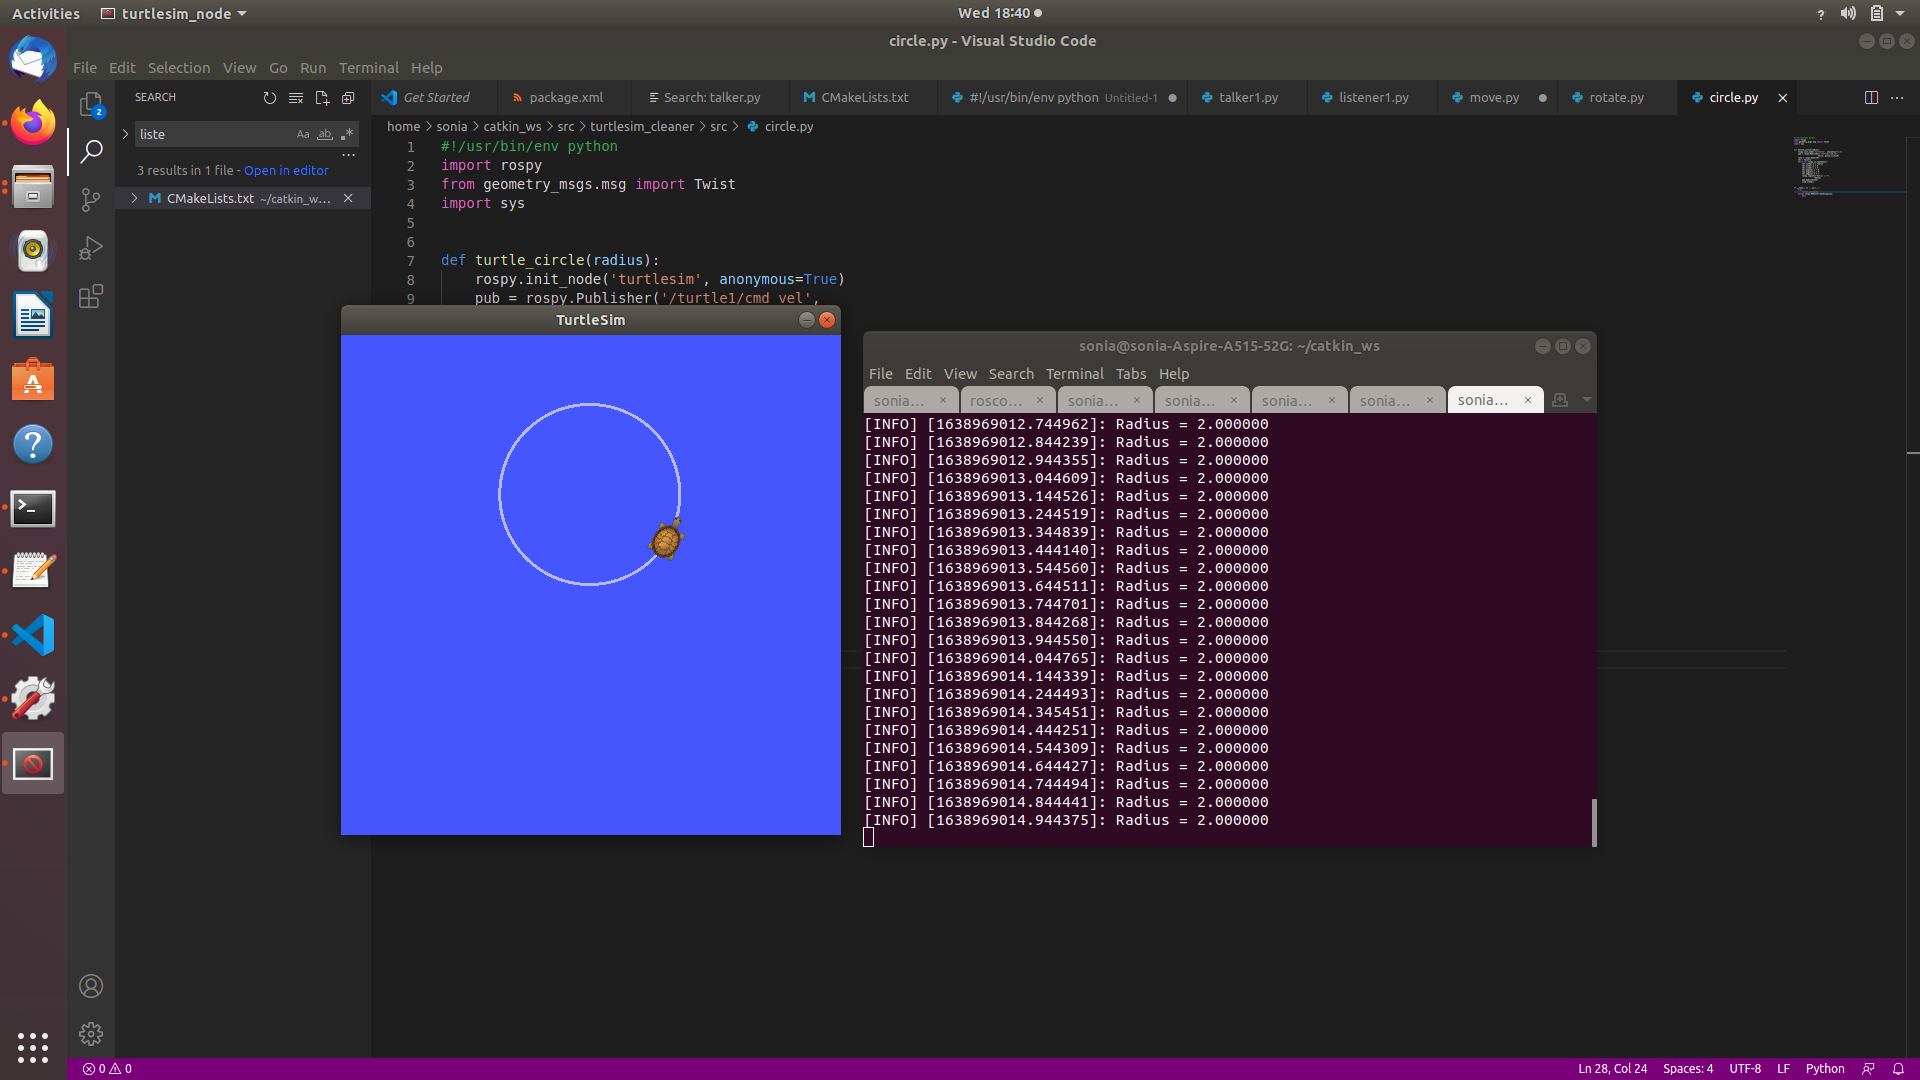 Activities turtlesim_node Wed 18:40
circle.py - Visual Studio Code
File Edit Selection View Go Run Terminal Help
SEARCH
Get Started package.xml Search: talker.py CMakeLists.txt #!/usr/bin/env python Untitled-1 talker1.py listener1.py move.py rotate.py circle.py
liste Aa ab
home > sonia > catkin_ws > src > turtlesim_cleaner > src > circle.py
3 results in 1 file - Open in editor
CMakeLists.txt ~/catkin_w...
2
1 #!/usr/bin/env python
2 import rospy
3 from geometry_msgs.msg import Twist
4 import sys
5
6
7 def turtle_circle(radius):
8 rospy.init_node('turtlesim', anonymous=True)
9 pub = rospy.Publisher('/turtle1/cmd_vel',
TurtleSim
sonia@sonia-Aspire-A515-52G: ~/catkin_ws
File Edit View Search Terminal Tabs Help
sonia... rosco... sonia... sonia... sonia... sonia... sonia...
[INFO] [1638969012.744962]: Radius = 2.000000
[INFO] [1638969012.844239]: Radius = 2.000000
[INFO] [1638969012.944355]: Radius = 2.000000
[INFO] [1638969013.044609]: Radius = 2.000000
[INFO] [1638969013.144526]: Radius = 2.000000
[INFO] [1638969013.244519]: Radius = 2.000000
[INFO] [1638969013.344839]: Radius = 2.000000
[INFO] [1638969013.444140]: Radius = 2.000000
[INFO] [1638969013.544560]: Radius = 2.000000
[INFO] [1638969013.644511]: Radius = 2.000000
[INFO] [1638969013.744701]: Radius = 2.000000
[INFO] [1638969013.844268]: Radius = 2.000000
[INFO] [1638969013.944550]: Radius = 2.000000
[INFO] [1638969014.044765]: Radius = 2.000000
[INFO] [1638969014.144339]: Radius = 2.000000
[INFO] [1638969014.244493]: Radius = 2.000000
[INFO] [1638969014.345451]: Radius = 2.000000
[INFO] [1638969014.444251]: Radius = 2.000000
[INFO] [1638969014.544309]: Radius = 2.000000
[INFO] [1638969014.644427]: Radius = 2.000000
[INFO] [1638969014.744494]: Radius = 2.000000
[INFO] [1638969014.844441]: Radius = 2.000000
[INFO] [1638969014.944375]: Radius = 2.000000
0 0 Ln 28, Col 24 Spaces: 4 UTF-8 LF Python